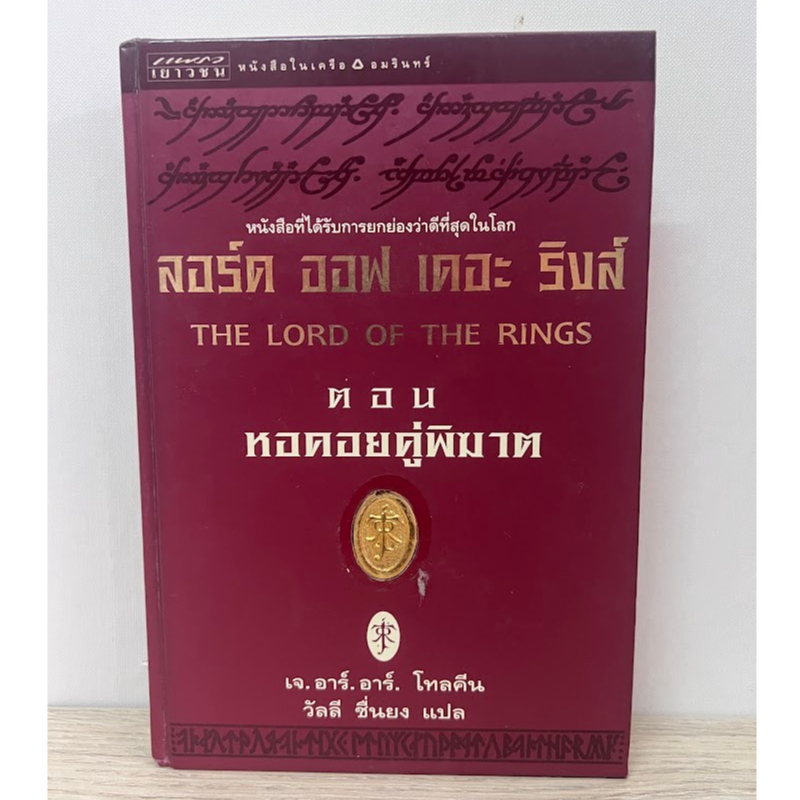 แพรว
เยาวชน หนังสือในเครือ อมรินทร์
หนังสือที่ได้รับการยกย่องว่าดีที่สุดในโลก
ลอร์ด ออฟ เดอะ ริงส์
THE LORD OF THE RINGS
ตอน
หอคอยคู่พิฆาต
เจ.อาร์.อาร์. โทลคีน
วัลลี ชื่นยง แปล